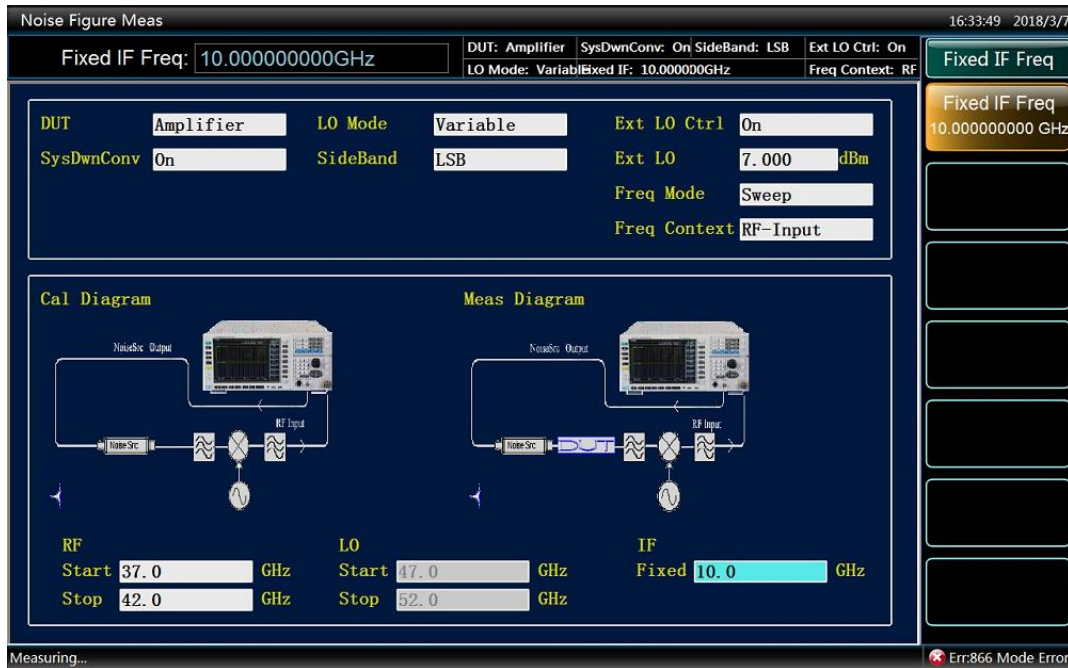 Noise Figure Meas 16:33:49 2018/3/7
Fixed IF Freq: 10.000000000GHz
DUT: Amplifier SysDwnConv: On SideBand: LSB Ext LO Ctrl: On
LO Mode: Variable Fixed IF: 10.000000GHz Freq Context: RF
Fixed IF Freq
Fixed IF Freq
10.000000000 GHz
DUT Amplifier LO Mode Variable Ext LO Ctrl On
SysDwnConv On SideBand LSB Ext LO 7.000 dBm
Freq Mode Sweep
Freq Context RF-Input
Cal Diagram Meas Diagram
NoiseSrc Output NoiseSrc Output
RF Input RF Input
Noise Src Noise Src DUT
RF LO IF
Start 37.0 GHz Start 47.0 GHz Fixed 10.0 GHz
Stop 42.0 GHz Stop 52.0 GHz
Measuring... Err:866 Mode Error